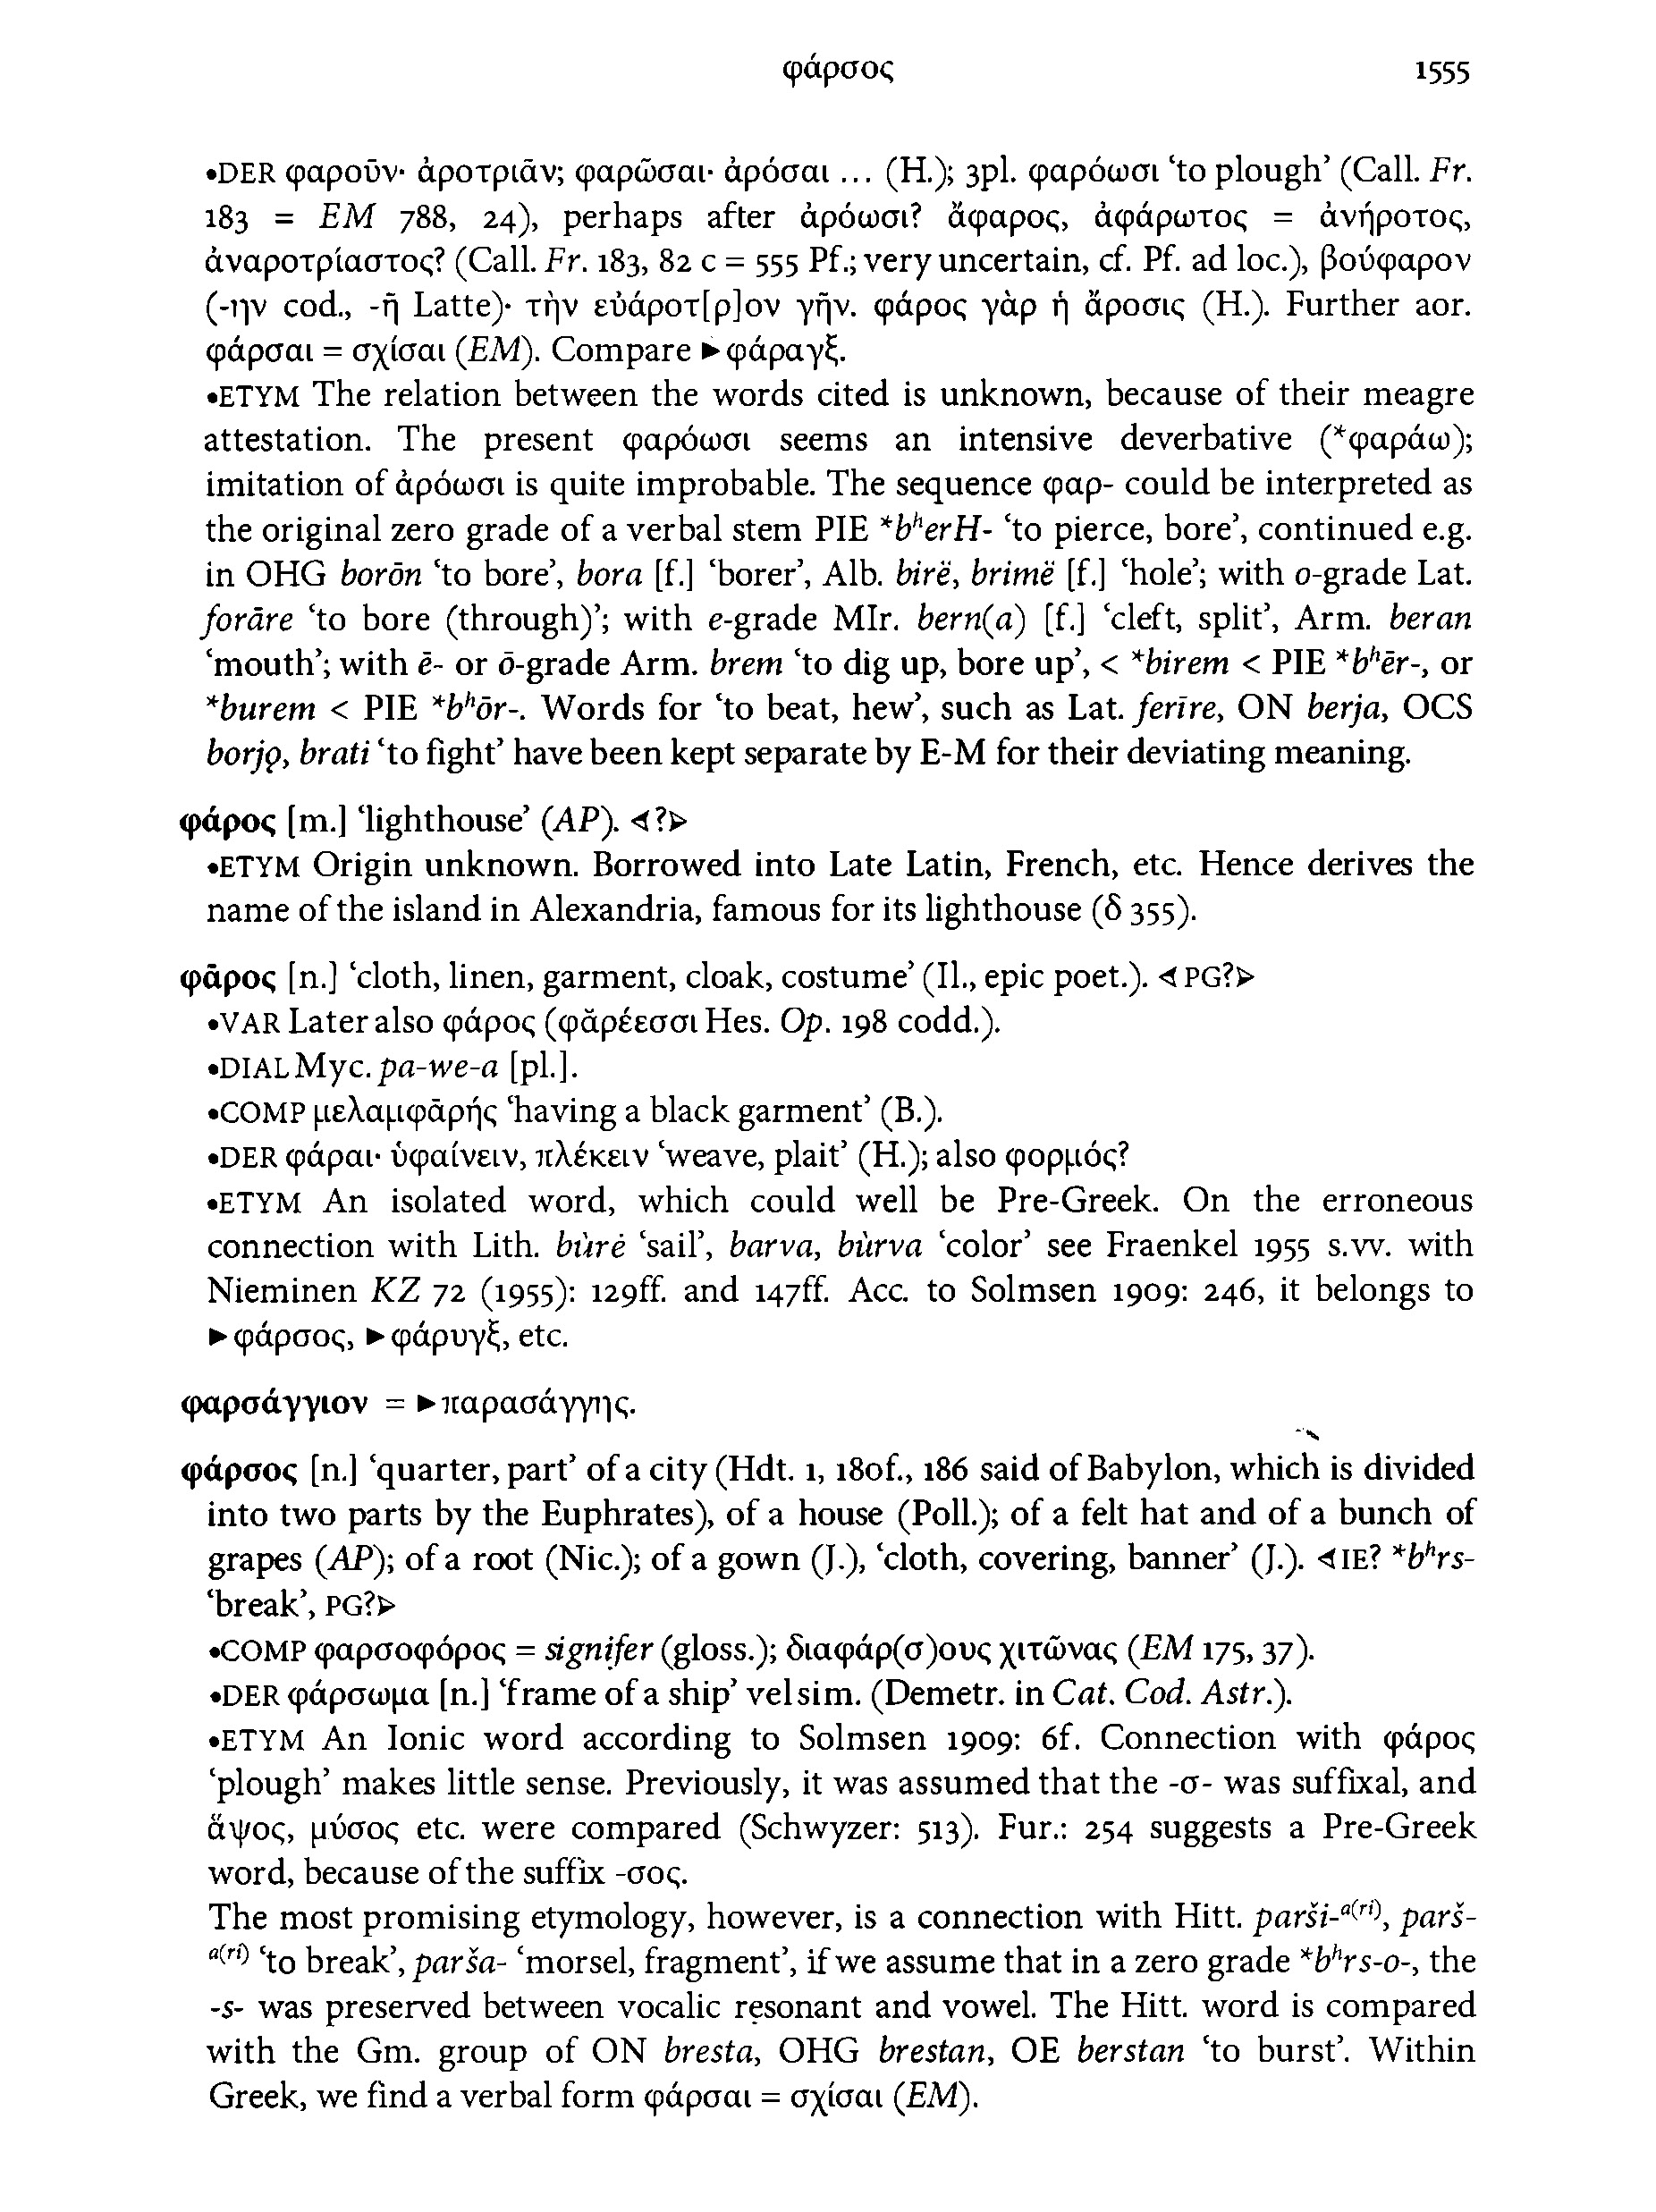 φάρσος 1555
•DER φαροῦν· ἀροτριᾶν; φαρῶσαι· ἀρόσαι ... (H.); 3pl. φαρόωσι ‘to plough’ (Call. Fr.
183 = EM 788, 24), perhaps after ἀρόωσι? ἄφαρος, ἀφάρωτος = ἀνήροτος,
ἀναροτρίαστος? (Call. Fr. 183, 82 c = 555 Pf.; very uncertain, cf. Pf. ad loc.), βούφαρον
(-ην cod., -ῆ Latte)· τὴν εὐάροτ[ρ]ον γῆν. φάρος γὰρ ἡ ἄροσις (H.). Further aor.
φάρσαι = σχίσαι (EM). Compare ►φάραγξ.
•ETYM The relation between the words cited is unknown, because of their meagre
attestation. The present φαρόωσι seems an intensive deverbative (*φαράω);
imitation of ἀρόωσι is quite improbable. The sequence φαρ- could be interpreted as
the original zero grade of a verbal stem PIE *bʰerH- ‘to pierce, bore’, continued e.g.
in OHG borōn ‘to bore’, bora [f.] ‘borer’, Alb. birë, brimë [f.] ‘hole’; with o-grade Lat.
forāre ‘to bore (through)’; with e-grade MIr. bern(a) [f.] ‘cleft, split’, Arm. beran
‘mouth’; with ē- or ō-grade Arm. brem ‘to dig up, bore up’, < *birem < PIE *bʰēr-, or
*burem < PIE *bʰōr-. Words for ‘to beat, hew’, such as Lat. ferīre, ON berja, OCS
borjǫ, brati ‘to fight’ have been kept separate by E-M for their deviating meaning.
φάρος [m.] ‘lighthouse’ (AP). ◁?▷
•ETYM Origin unknown. Borrowed into Late Latin, French, etc. Hence derives the
name of the island in Alexandria, famous for its lighthouse (δ 355).
φᾶρος [n.] ‘cloth, linen, garment, cloak, costume’ (Il., epic poet.). ◁PG?▷
•VAR Later also φάρος (φᾰρέεσσι Hes. Op. 198 codd.).
•DIAL Myc. pa-we-a [pl.].
•COMP μελαμφᾱρής ‘having a black garment’ (B.).
•DER φάραι· ὑφαίνειν, πλέκειν ‘weave, plait’ (H.); also φορμός?
•ETYM An isolated word, which could well be Pre-Greek. On the erroneous
connection with Lith. bùrė ‘sail’, barva, bùrva ‘color’ see Fraenkel 1955 s.vv. with
Nieminen KZ 72 (1955): 129ff. and 147ff. Acc. to Solmsen 1909: 246, it belongs to
►φάρσος, ►φάρυγξ, etc.
φαρσάγγιον = ►παρασάγγης.
φάρσος [n.] ‘quarter, part’ of a city (Hdt. 1, 180f., 186 said of Babylon, which is divided
into two parts by the Euphrates), of a house (Poll.); of a felt hat and of a bunch of
grapes (AP); of a root (Nic.); of a gown (J.), ‘cloth, covering, banner’ (J.). ◁IE? *bʰrs-
‘break’, PG?▷
•COMP φαρσοφόρος = signifer (gloss.); διαφάρ(σ)ους χιτῶνας (EM 175, 37).
•DER φάρσωμα [n.] ‘frame of a ship’ vel sim. (Demetr. in Cat. Cod. Astr.).
•ETYM An Ionic word according to Solmsen 1909: 6f. Connection with φάρος
‘plough’ makes little sense. Previously, it was assumed that the -σ- was suffixal, and
ἅψος, μύσος etc. were compared (Schwyzer: 513). Fur.: 254 suggests a Pre-Greek
word, because of the suffix -σος.
The most promising etymology, however, is a connection with Hitt. parši-ᵃ⁽ʳⁱ⁾, parš-
ᵃ⁽ʳⁱ⁾ ‘to break’, parša- ‘morsel, fragment’, if we assume that in a zero grade *bʰrs-o-, the
-s- was preserved between vocalic resonant and vowel. The Hitt. word is compared
with the Gm. group of ON bresta, OHG brestan, OE berstan ‘to burst’. Within
Greek, we find a verbal form φάρσαι = σχίσαι (EM).